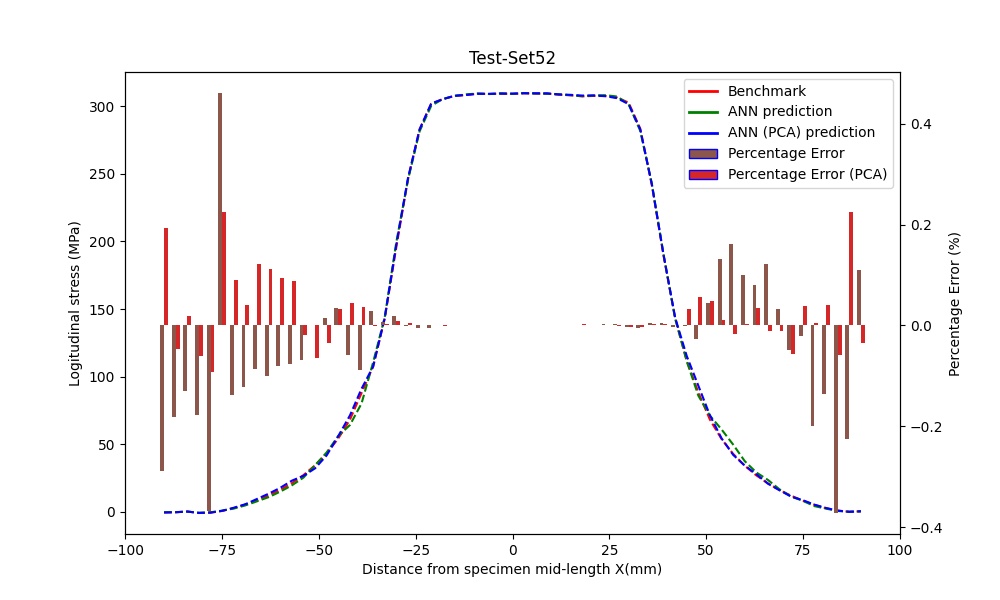 Test-Set52
Benchmark
ANN prediction
ANN (PCA) prediction
Percentage Error
Percentage Error (PCA)
Logitudinal stress (MPa)
300
250
200
150
100
50
0
0.4
0.2
0.0
−0.2
−0.4
Percentage Error (%)
−100
−75
−50
−25
0
25
50
75
100
Distance from specimen mid-length X(mm)